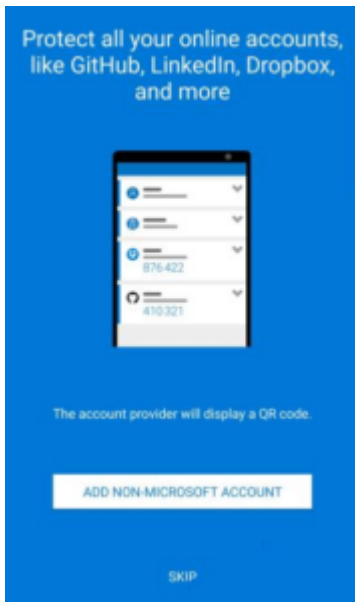 Protect all your online accounts,
like GitHub, LinkedIn, Dropbox,
and more
876 422
410 321
The account provider will display a QR code.
ADD NON-MICROSOFT ACCOUNT
SKIP